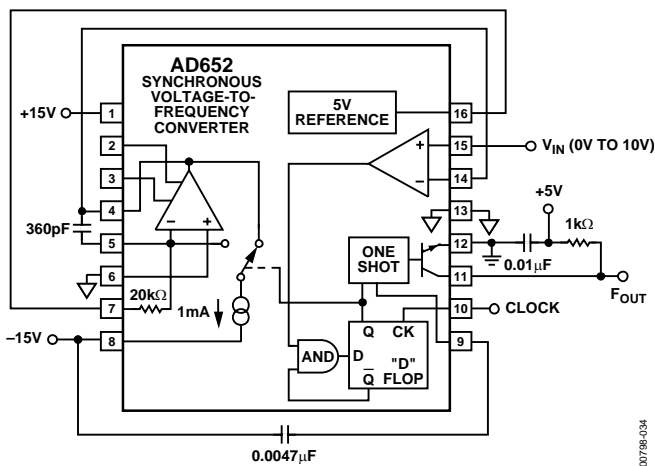 AD652
SYNCHRONOUS
VOLTAGE-TO-
FREQUENCY
CONVERTER
5V
REFERENCE
+15V
1
2
3
4
5
6
7
8
16
15
14
13
12
11
10
9
VIN (0V TO 10V)
+
–
+5V
1kΩ
0.01µF
FOUT
CLOCK
360pF
–
+
20kΩ
1mA
–15V
ONE
SHOT
Q
CK
AND
D
"D"
FLOP
Q̅
0.0047µF
00798-034